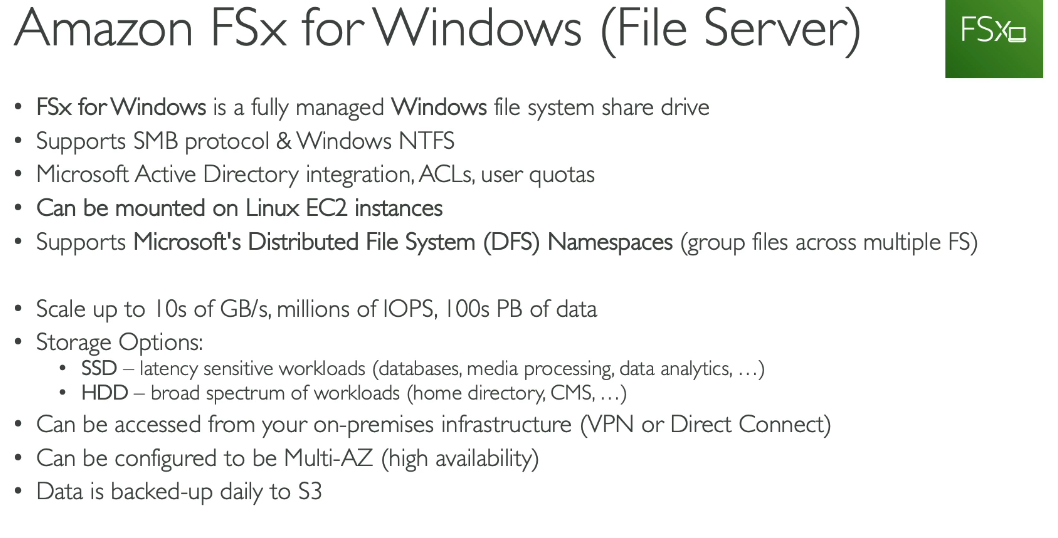 Amazon FSx for Windows (File Server)
FSx
• FSx for Windows is a fully managed Windows file system share drive
• Supports SMB protocol & Windows NTFS
• Microsoft Active Directory integration, ACLs, user quotas
• Can be mounted on Linux EC2 instances
• Supports Microsoft's Distributed File System (DFS) Namespaces (group files across multiple FS)
• Scale up to 10s of GB/s, millions of IOPS, 100s PB of data
• Storage Options:
• SSD – latency sensitive workloads (databases, media processing, data analytics, …)
• HDD – broad spectrum of workloads (home directory, CMS, …)
• Can be accessed from your on-premises infrastructure (VPN or Direct Connect)
• Can be configured to be Multi-AZ (high availability)
• Data is backed-up daily to S3